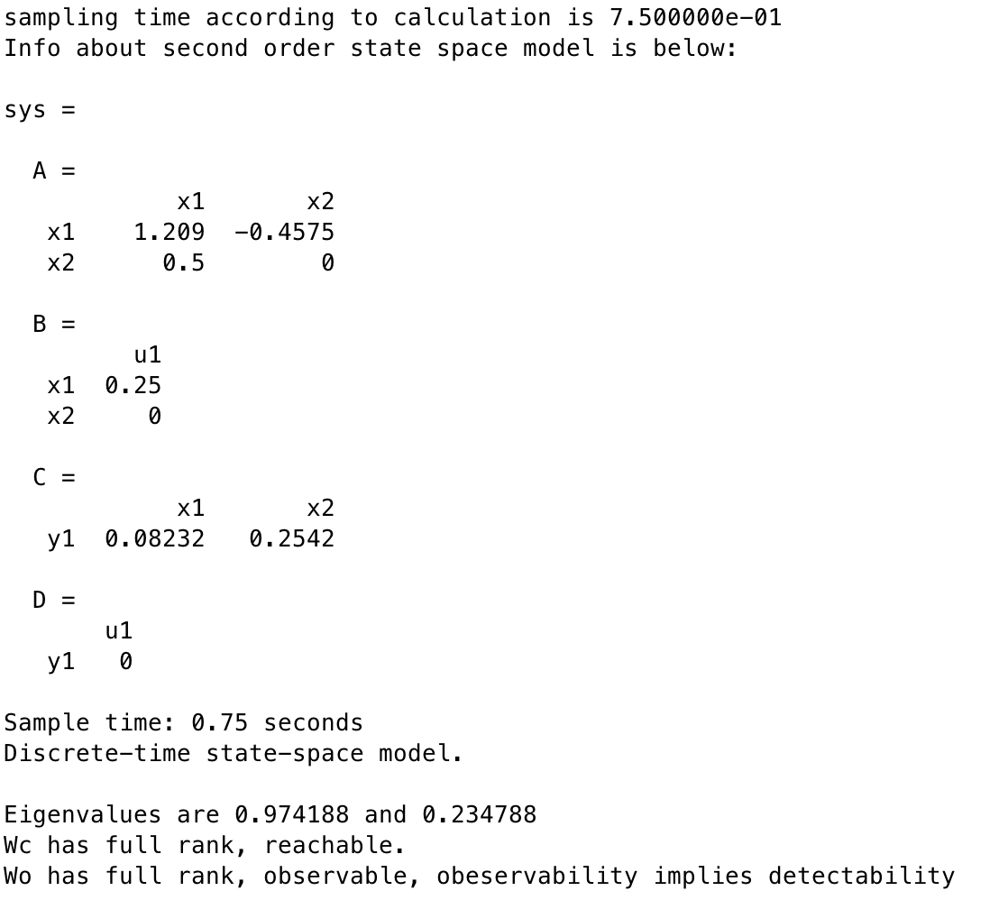 sampling time according to calculation is 7.500000e-01
Info about second order state space model is below:
sys =
A =
x1 x2
x1 1.209 -0.4575
x2 0.5 0
B =
u1
x1 0.25
x2 0
C =
x1 x2
y1 0.08232 0.2542
D =
u1
y1 0
Sample time: 0.75 seconds
Discrete-time state-space model.
Eigenvalues are 0.974188 and 0.234788
Wc has full rank, reachable.
Wo has full rank, observable, obeservability implies detectability